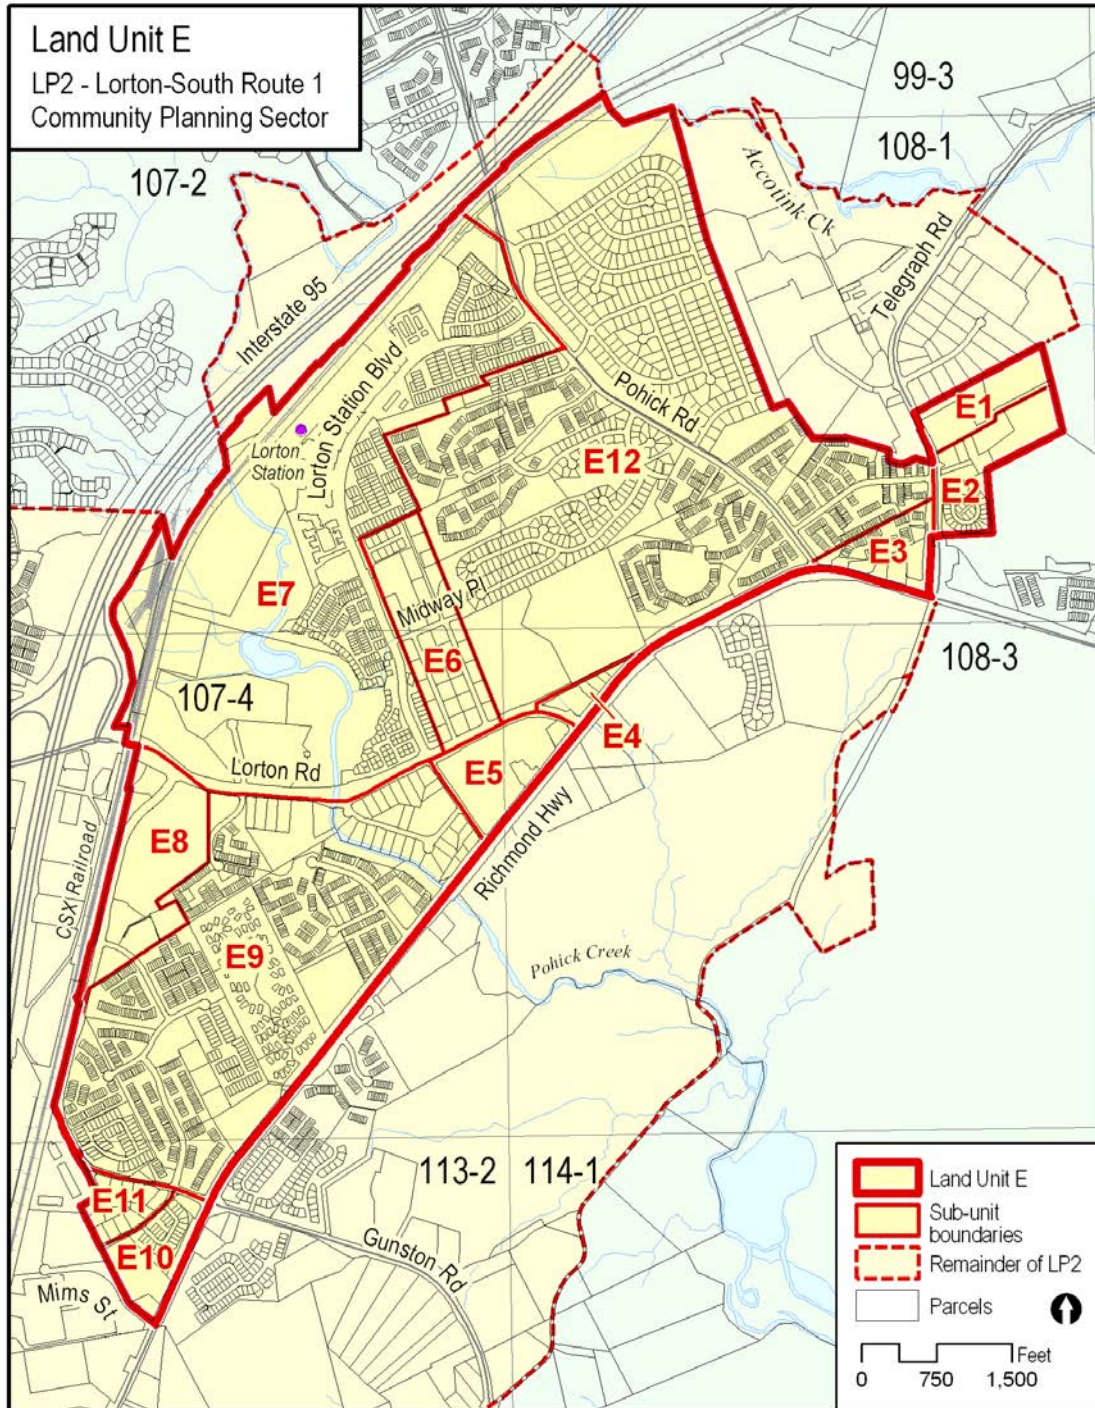 Land Unit E
LP2 - Lorton-South Route 1
Community Planning Sector
99-3
108-1
107-2
Accotink Ck
Telegraph Rd
Interstate 95
Lorton Station Blvd
Pohick Rd
E1
Lorton
Station
E12
E2
E3
E7
Midway Pl
E6
108-3
107-4
E4
Lorton Rd
E5
Richmond Hwy
E8
CSX Railroad
E9
Pohick Creek
113-2
114-1
E11
E10
Gunston Rd
Mims St
Land Unit E
Sub-unit
boundaries
Remainder of LP2
Parcels
Feet
0 750 1,500